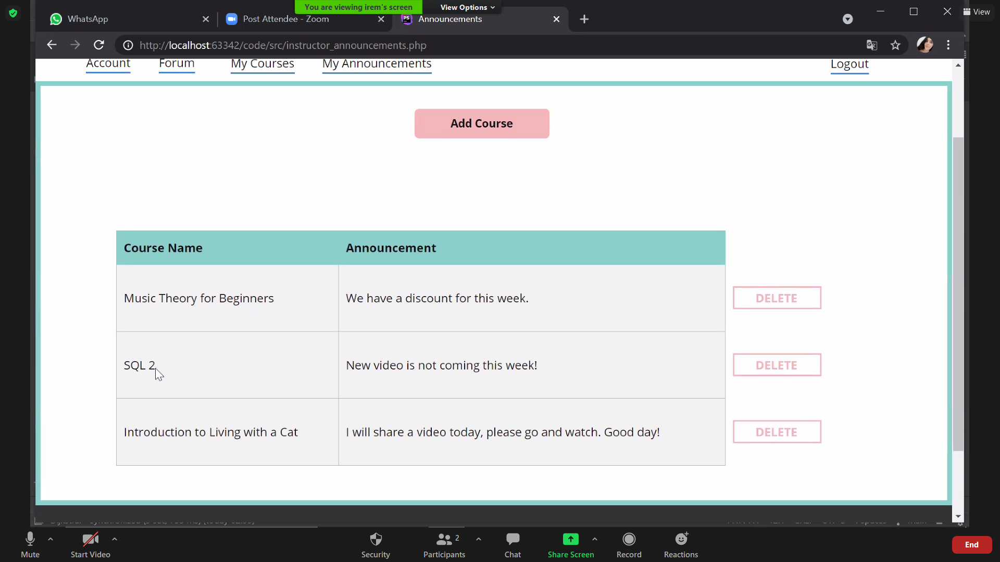 You are viewing irem's screen
View Options
View
WhatsApp
Post Attendee - Zoom
PS
Announcements
http://localhost:63342/code/src/instructor_announcements.php
Account
Forum
My Courses
My Announcements
Logout
Add Course
Course Name
Announcement
Music Theory for Beginners
We have a discount for this week.
DELETE
SQL 2
New video is not coming this week!
DELETE
Introduction to Living with a Cat
I will share a video today, please go and watch. Good day!
DELETE
Mute
Start Video
Security
Participants
2
Chat
Share Screen
Record
Reactions
End